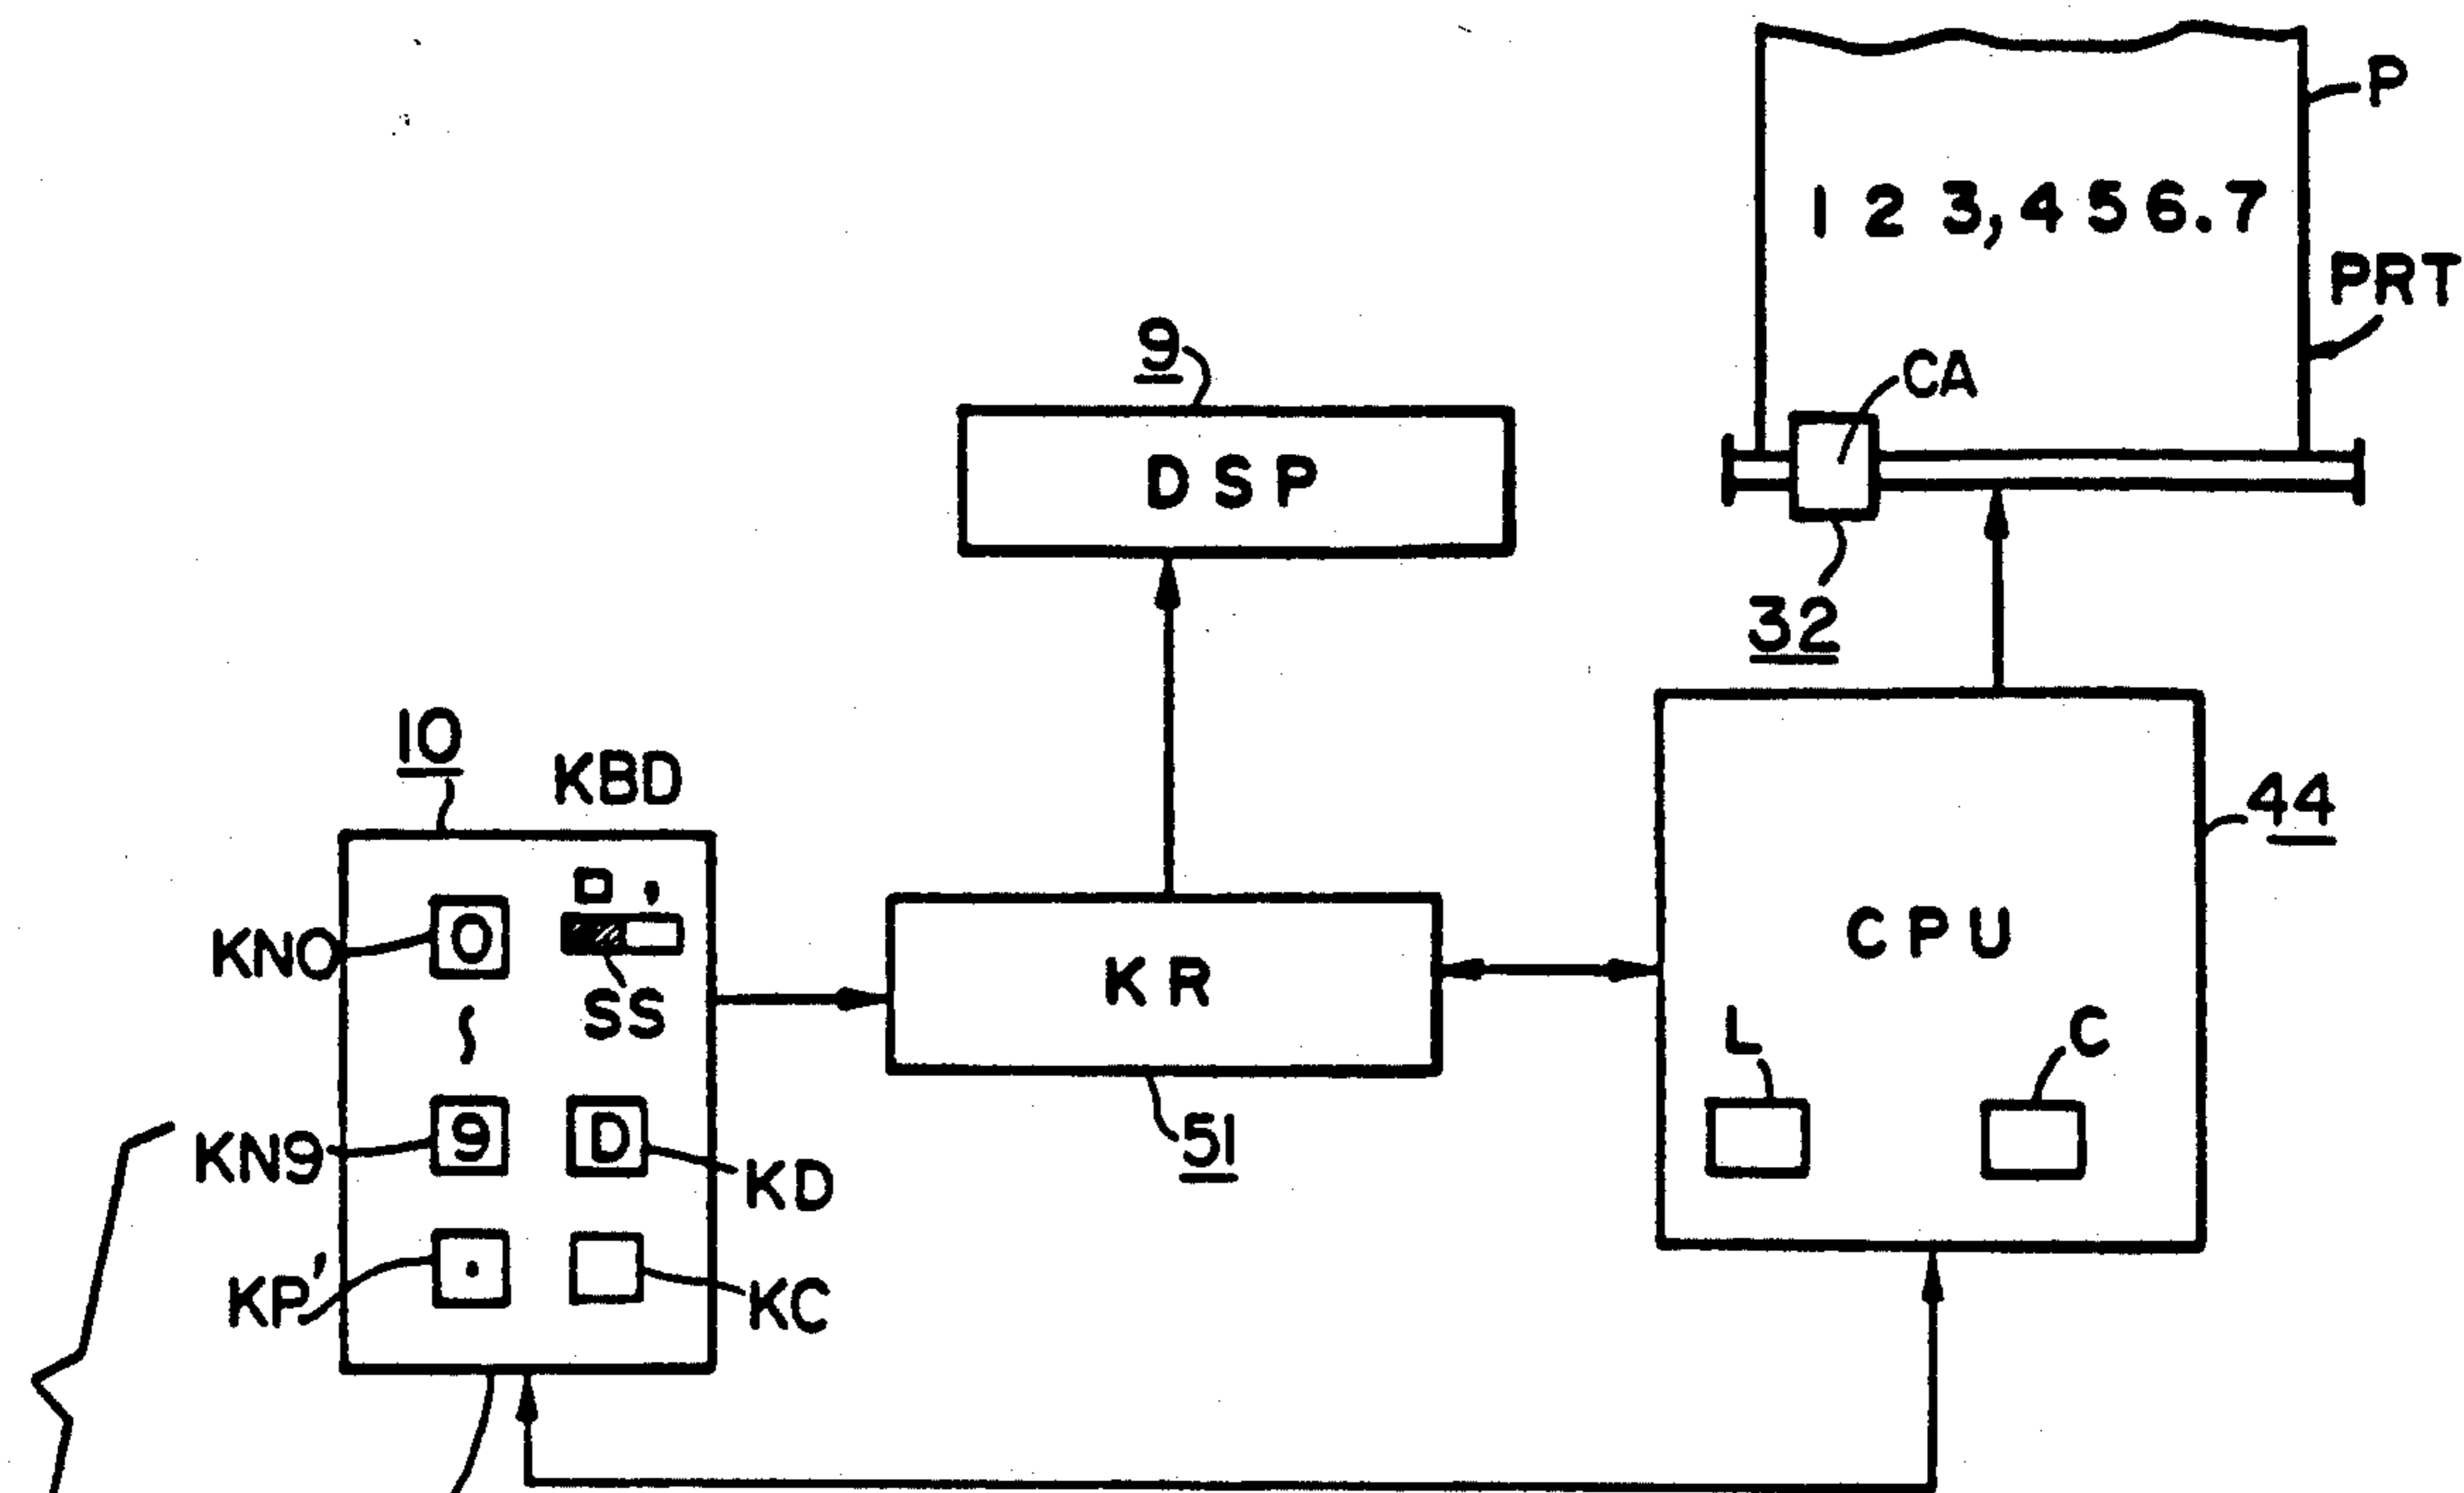 P
1 2 3,4 5 6.7
PRT
9
CA
DSP
32
10
KBD
44
0
KNO
SS
CPU
KR
L
C
9
D
KN9
51
KD
.
KP'
KC